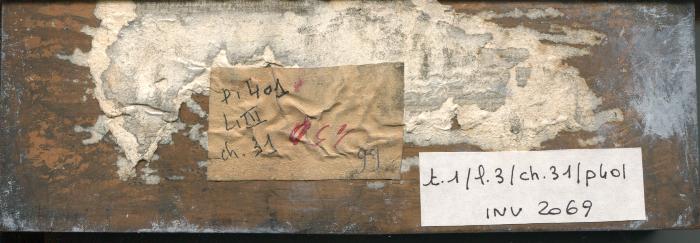 p. 401
L. III
ch. 31
99
t.1/l.3/ch.31/p401
INV 2069